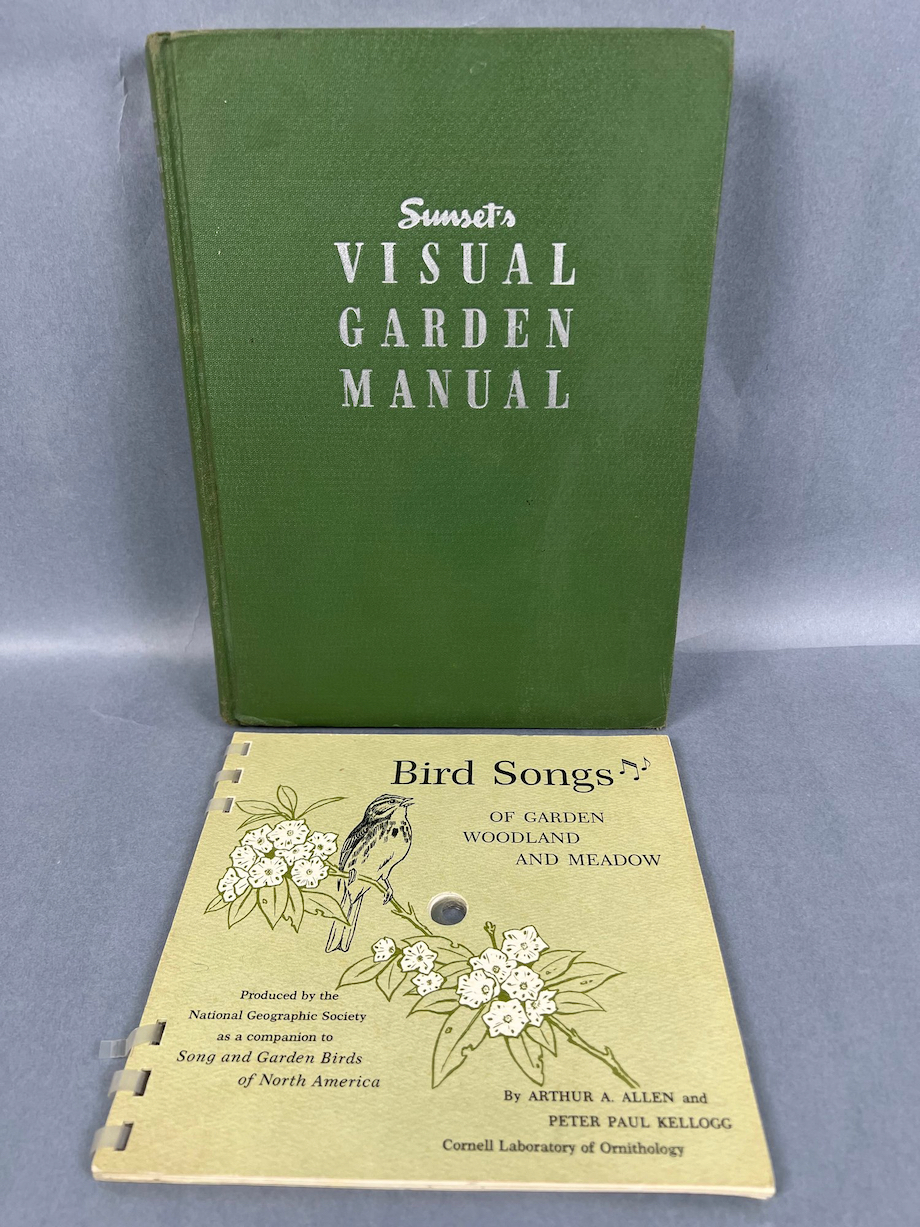 Sunset's
VISUAL
GARDEN
MANUAL
Bird Songs
OF GARDEN
WOODLAND
AND MEADOW
Produced by the
National Geographic Society
as a companion to
Song and Garden Birds
of North America
By ARTHUR A. ALLEN and
PETER PAUL KELLOGG
Cornell Laboratory of Ornithology